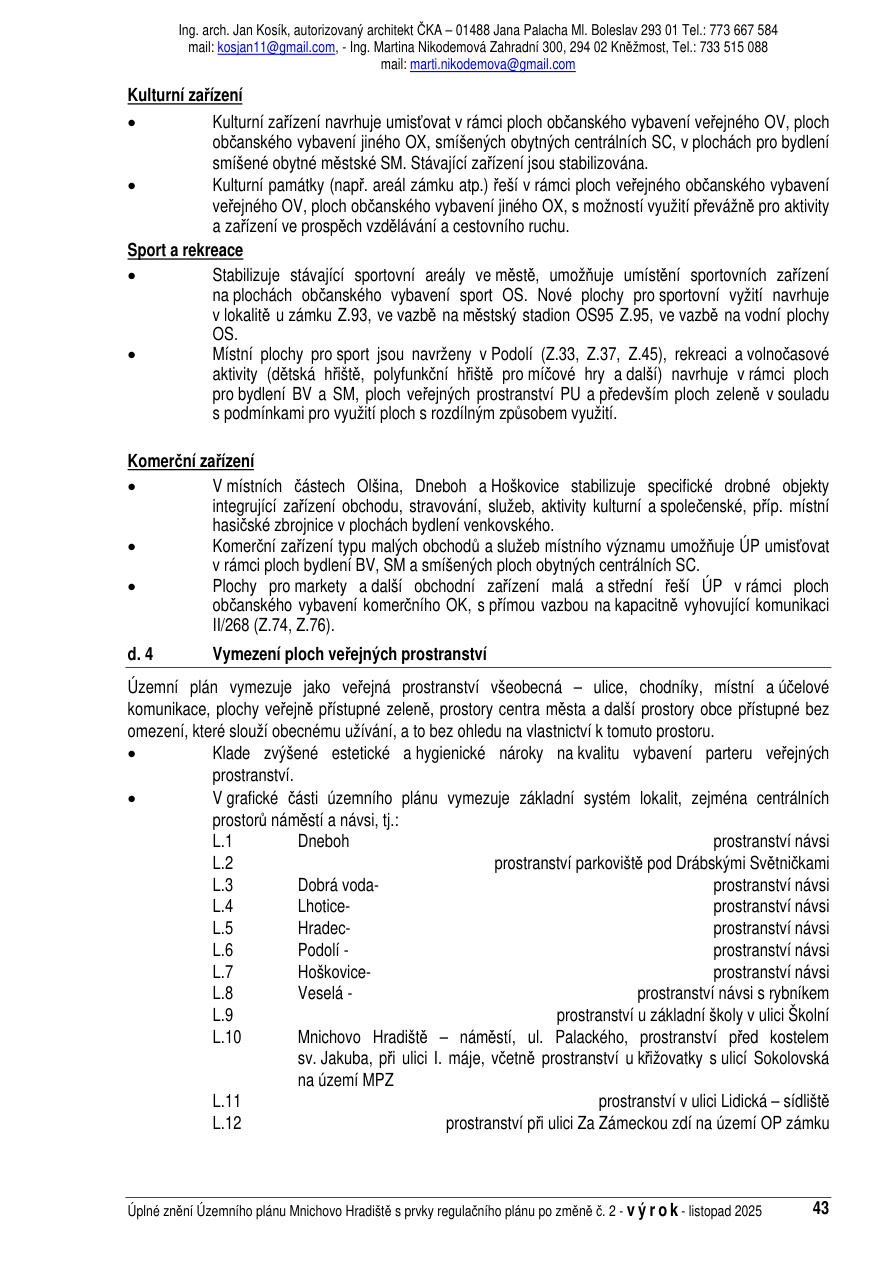 Ing. arch. Jan Kosík, autorizovaný architekt ČKA – 01488 Jana Palacha Ml. Boleslav 293 01 Tel.: 773 667 584
mail: kosjan11@gmail.com, - Ing. Martina Nikodemová Zahradní 300, 294 02 Kněžmost, Tel.: 733 515 088
mail: marti.nikodemova@gmail.com
Kulturní zařízení
• Kulturní zařízení navrhuje umisťovat v rámci ploch občanského vybavení veřejného OV, ploch
občanského vybavení jiného OX, smíšených obytných centrálních SC, v plochách pro bydlení
smíšené obytné městské SM. Stávající zařízení jsou stabilizována.
• Kulturní památky (např. areál zámku atp.) řeší v rámci ploch veřejného občanského vybavení
veřejného OV, ploch občanského vybavení jiného OX, s možností využití převážně pro aktivity
a zařízení ve prospěch vzdělávání a cestovního ruchu.
Sport a rekreace
• Stabilizuje stávající sportovní areály ve městě, umožňuje umístění sportovních zařízení
na plochách občanského vybavení sport OS. Nové plochy pro sportovní vyžití navrhuje
v lokalitě u zámku Z.93, ve vazbě na městský stadion OS95 Z.95, ve vazbě na vodní plochy
OS.
• Místní plochy pro sport jsou navrženy v Podolí (Z.33, Z.37, Z.45), rekreaci a volnočasové
aktivity (dětská hřiště, polyfunkční hřiště pro míčové hry a další) navrhuje v rámci ploch
pro bydlení BV a SM, ploch veřejných prostranství PU a především ploch zeleně v souladu
s podmínkami pro využití ploch s rozdílným způsobem využití.
Komerční zařízení
• V místních částech Olšina, Dneboh a Hoškovice stabilizuje specifické drobné objekty
integrující zařízení obchodu, stravování, služeb, aktivity kulturní a společenské, příp. místní
hasičské zbrojnice v plochách bydlení venkovského.
• Komerční zařízení typu malých obchodů a služeb místního významu umožňuje ÚP umisťovat
v rámci ploch bydlení BV, SM a smíšených ploch obytných centrálních SC.
• Plochy pro markety a další obchodní zařízení malá a střední řeší ÚP v rámci ploch
občanského vybavení komerčního OK, s přímou vazbou na kapacitně vyhovující komunikaci
II/268 (Z.74, Z.76).
d. 4 Vymezení ploch veřejných prostranství
Územní plán vymezuje jako veřejná prostranství všeobecná – ulice, chodníky, místní a účelové
komunikace, plochy veřejně přístupné zeleně, prostory centra města a další prostory obce přístupné bez
omezení, které slouží obecnému užívání, a to bez ohledu na vlastnictví k tomuto prostoru.
• Klade zvýšené estetické a hygienické nároky na kvalitu vybavení parteru veřejných
prostranství.
• V grafické části územního plánu vymezuje základní systém lokalit, zejména centrálních
prostorů náměstí a návsi, tj.:
L.1 Dneboh prostranství návsi
L.2 prostranství parkoviště pod Drábskými Světničkami
L.3 Dobrá voda- prostranství návsi
L.4 Lhotice- prostranství návsi
L.5 Hradec- prostranství návsi
L.6 Podolí - prostranství návsi
L.7 Hoškovice- prostranství návsi
L.8 Veselá - prostranství návsi s rybníkem
L.9 prostranství u základní školy v ulici Školní
L.10 Mnichovo Hradiště – náměstí, ul. Palackého, prostranství před kostelem
sv. Jakuba, při ulici I. máje, včetně prostranství u křižovatky s ulicí Sokolovská
na území MPZ
L.11 prostranství v ulici Lidická – sídliště
L.12 prostranství při ulici Za Zámeckou zdí na území OP zámku
Úplné znění Územního plánu Mnichovo Hradiště s prvky regulačního plánu po změně č. 2 - v ý r o k - listopad 2025 43